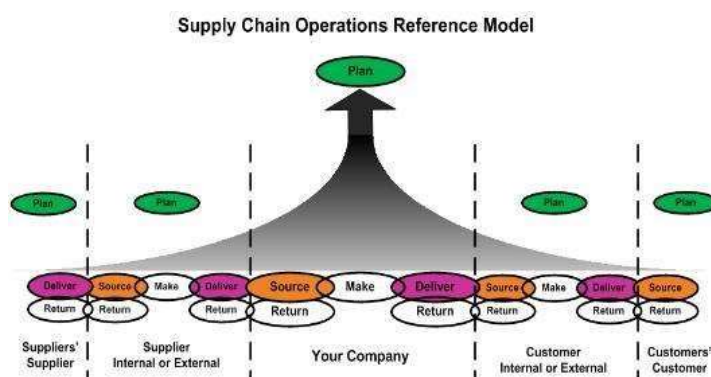 Supply Chain Operations Reference Model
Plan
Plan Plan Plan Plan
Deliver Source Make Deliver Source Make Deliver Source Make Deliver Source
Return Return Return Return Return Return Return Return
Suppliers' Supplier Your Company Customer Customers'
Supplier Internal or External Internal or External Customer